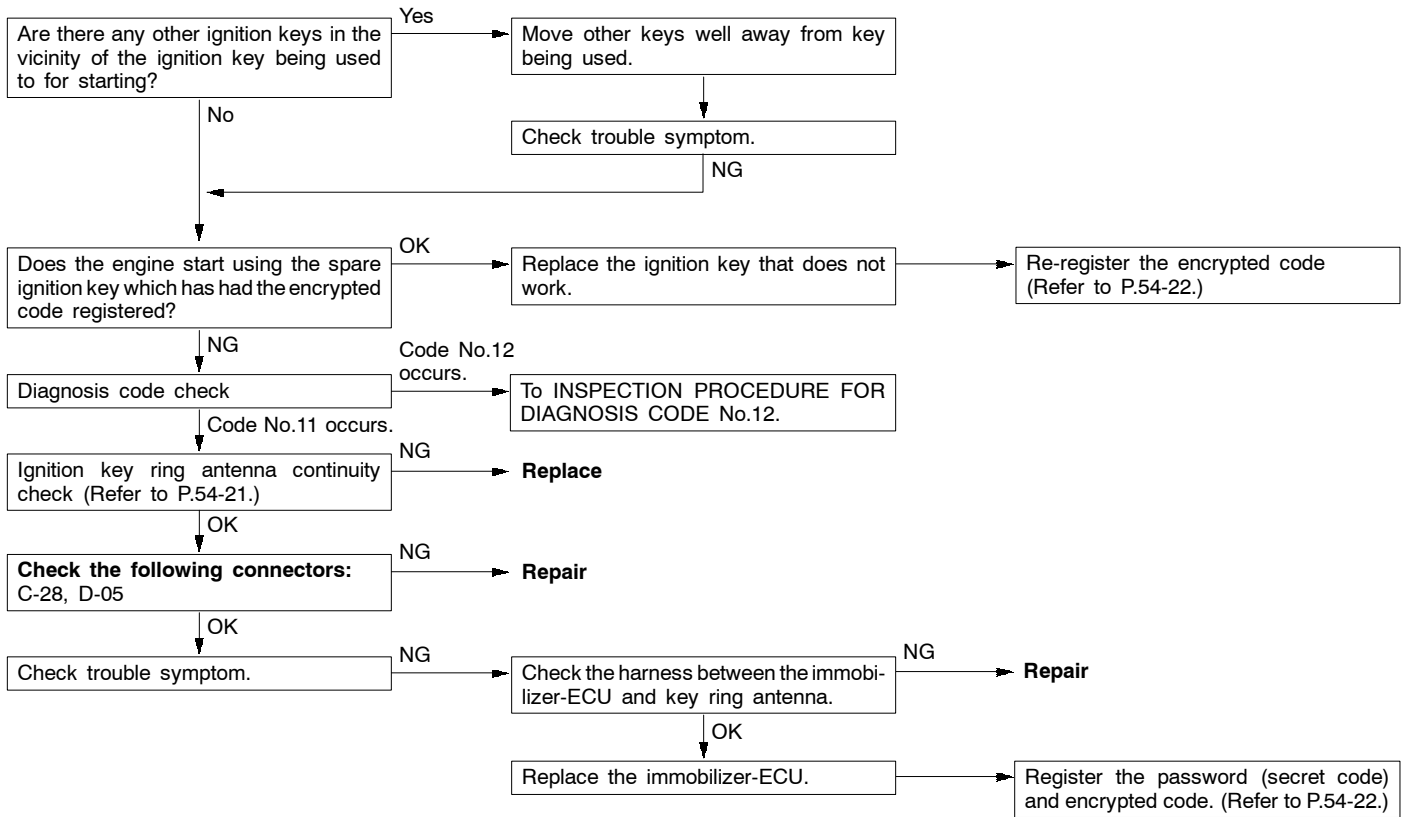 Are there any other ignition keys in the
vicinity of the ignition key being used
to for starting?
Yes
Move other keys well away from key
being used.
No
Check trouble symptom.
NG
Does the engine start using the spare
ignition key which has had the encrypted
code registered?
OK
Replace the ignition key that does not
work.
Re-register the encrypted code
(Refer to P.54-22.)
NG
Diagnosis code check
Code No.12
occurs.
To INSPECTION PROCEDURE FOR
DIAGNOSIS CODE No.12.
Code No.11 occurs.
Ignition key ring antenna continuity
check (Refer to P.54-21.)
NG
Replace
OK
Check the following connectors:
C-28, D-05
NG
Repair
OK
Check trouble symptom.
NG
Check the harness between the immobi-
lizer-ECU and key ring antenna.
NG
Repair
OK
Replace the immobilizer-ECU.
Register the password (secret code)
and encrypted code. (Refer to P.54-22.)